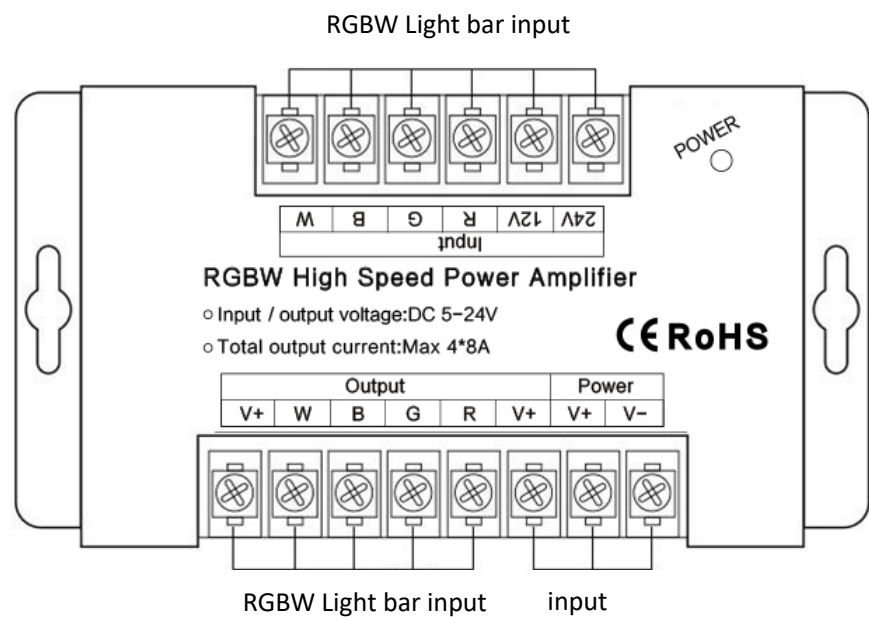 RGBW Light bar input
POWER
W B G R 12V 24V
Input
RGBW High Speed Power Amplifier
Input / output voltage:DC 5-24V
Total output current:Max 4*8A
CE RoHS
Output Power
V+ W B G R V+ V+ V-
RGBW Light bar input input